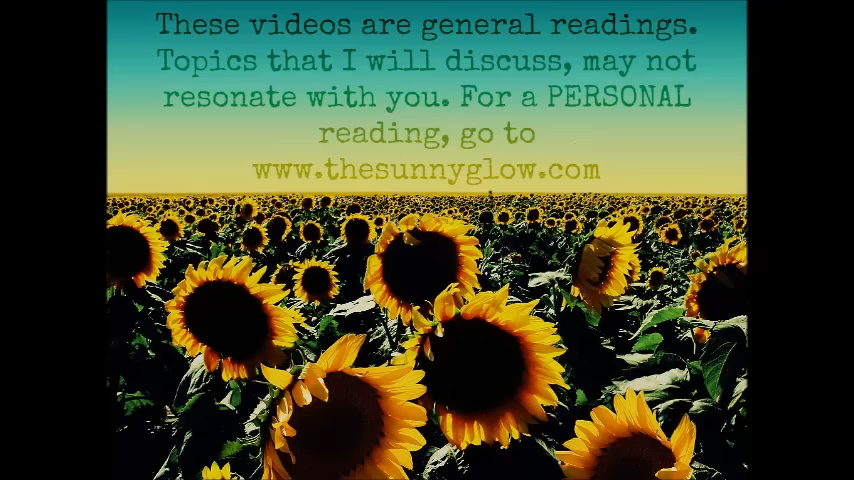 These videos are general readings.
Topics that I will discuss, may not
resonate with you. For a PERSONAL
reading, go to
www.thesunnyglow.com